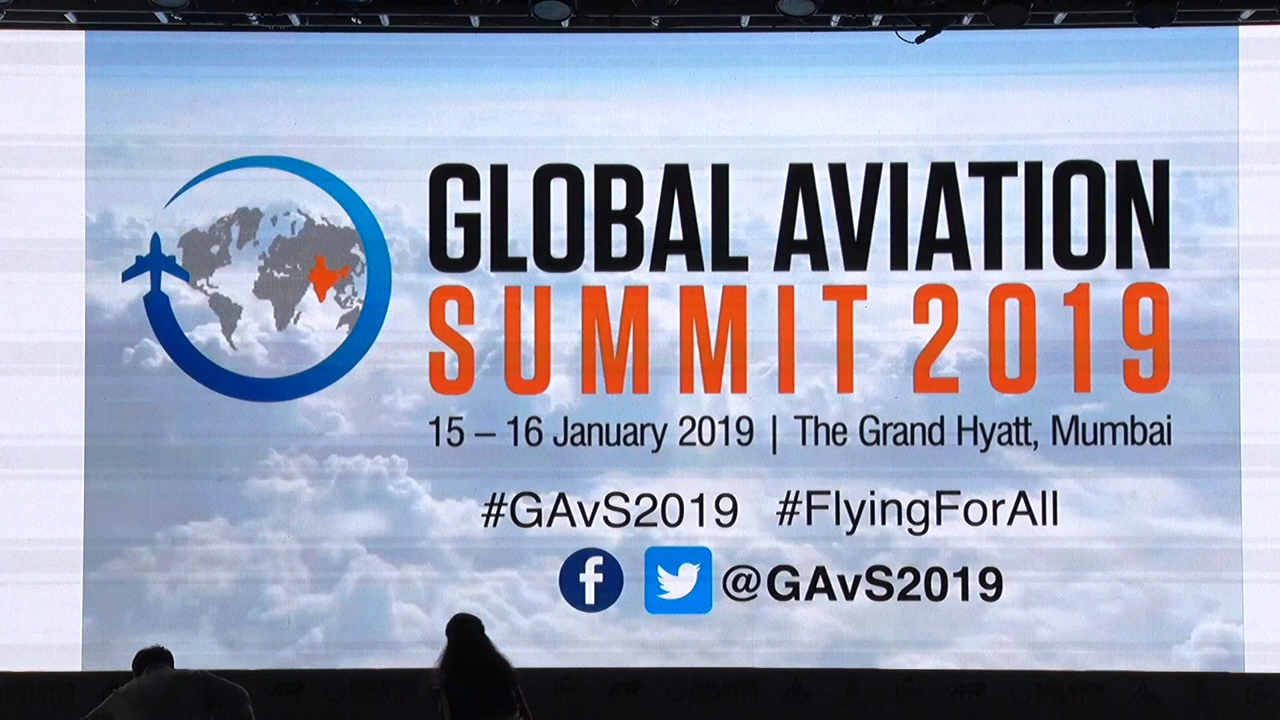 GLOBAL AVIATION
SUMMIT 2019
15 – 16 January 2019 | The Grand Hyatt, Mumbai
#GAvS2019 #FlyingForAll
f @GAvS2019